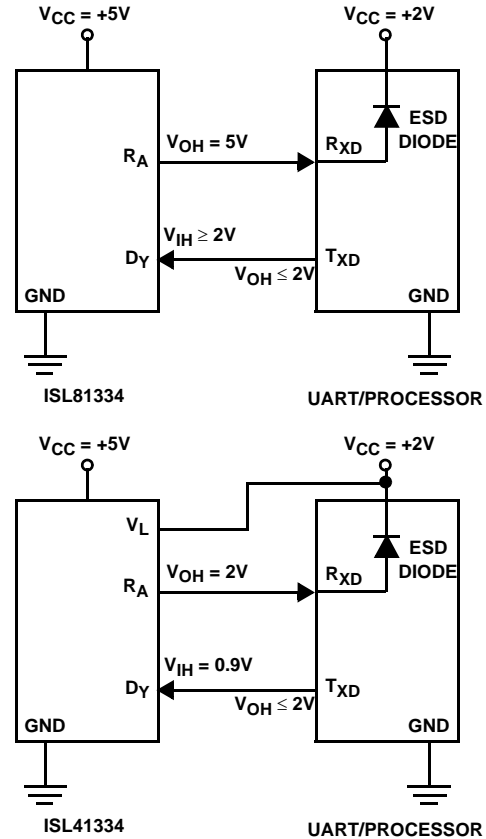 VCC = +5V
VCC = +2V
ESD
DIODE
RA
VOH = 5V
RXD
VIH ≥ 2V
DY
TXD
VOH ≤ 2V
GND
GND
ISL81334
UART/PROCESSOR
VCC = +5V
VCC = +2V
VL
ESD
DIODE
RA
VOH = 2V
RXD
VIH = 0.9V
DY
TXD
VOH ≤ 2V
GND
GND
ISL41334
UART/PROCESSOR